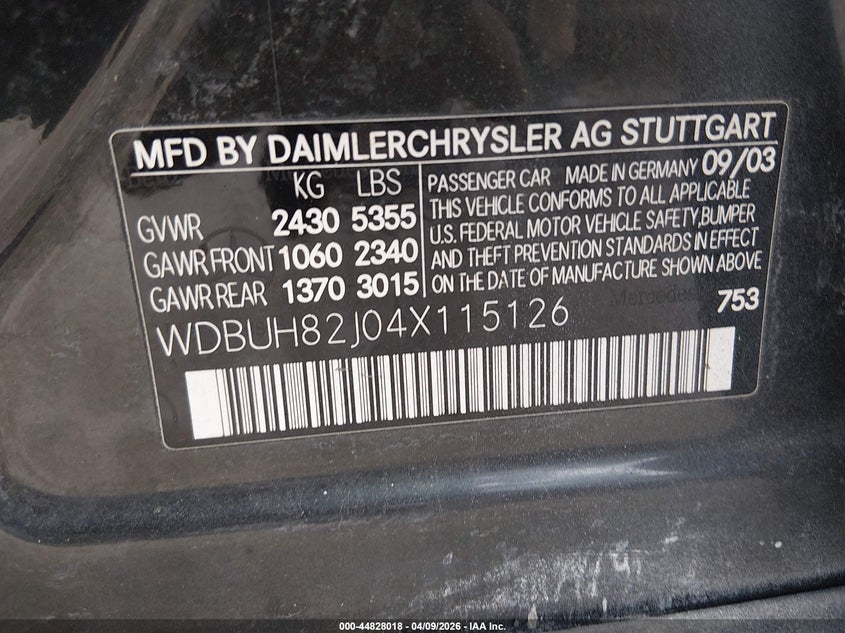 MFD BY DAIMLERCHRYSLER AG STUTTGART
KG LBS
GVWR 2430 5355
GAWR FRONT 1060 2340
GAWR REAR 1370 3015
PASSENGER CAR MADE IN GERMANY 09/03
THIS VEHICLE CONFORMS TO ALL APPLICABLE
U.S. FEDERAL MOTOR VEHICLE SAFETY,BUMPER
AND THEFT PREVENTION STANDARDS IN EFFECT
ON THE DATE OF MANUFACTURE SHOWN ABOVE
753
WDBUH82J04X115126
000-44828018 - 04/09/2026 - IAA Inc.